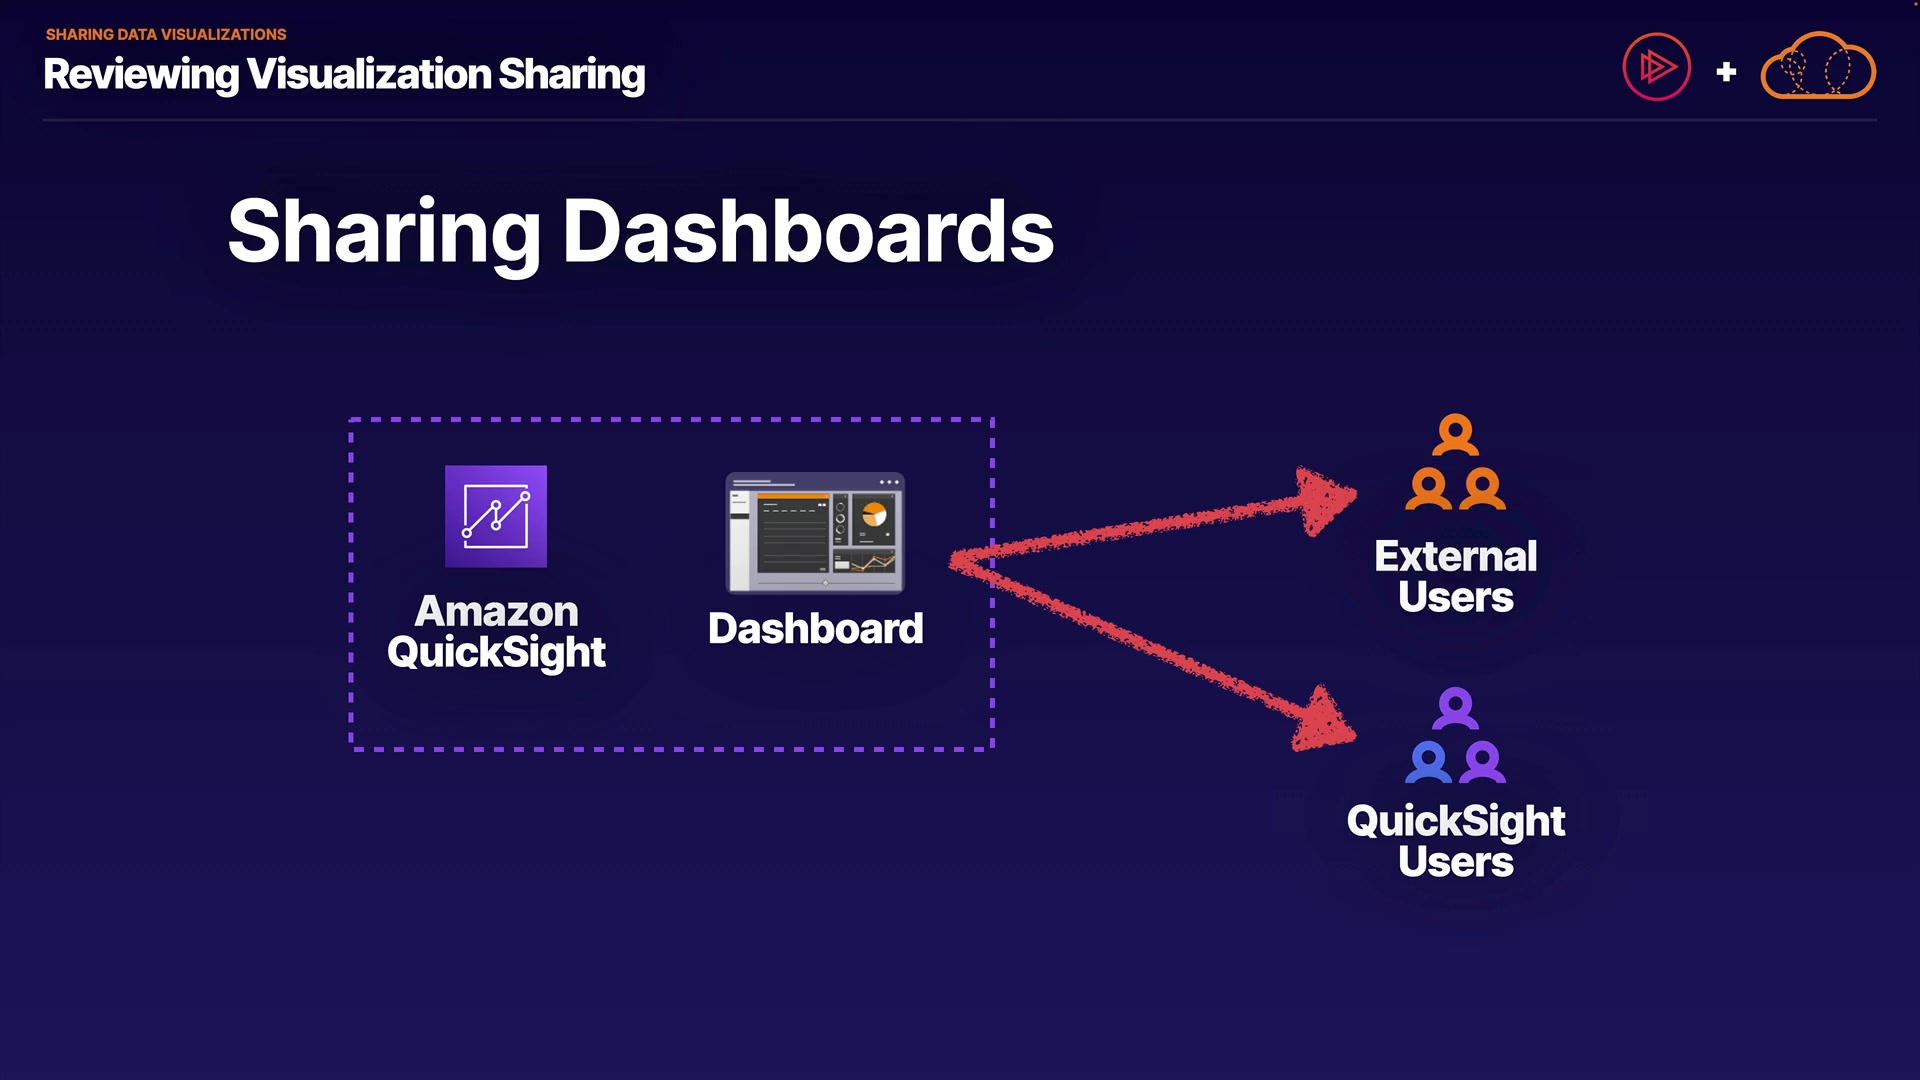 SHARING DATA VISUALIZATIONS
Reviewing Visualization Sharing
+
Sharing Dashboards
Amazon
QuickSight
Dashboard
External
Users
QuickSight
Users